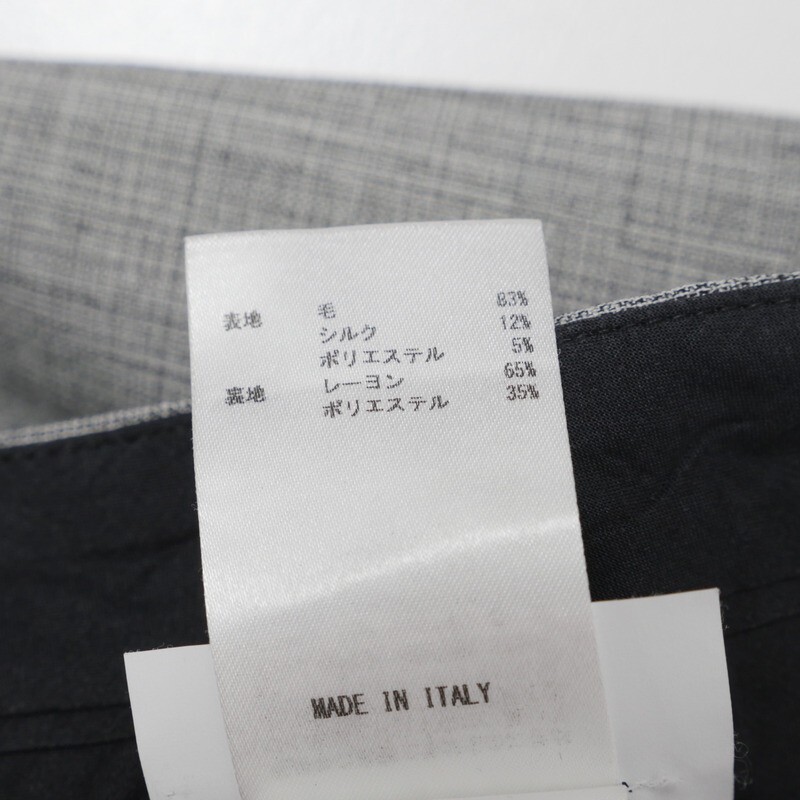 表地 毛 83%
シルク 12%
ポリエステル 5%
表地 レーヨン 65%
ポリエステル 35%
MADE IN ITALY